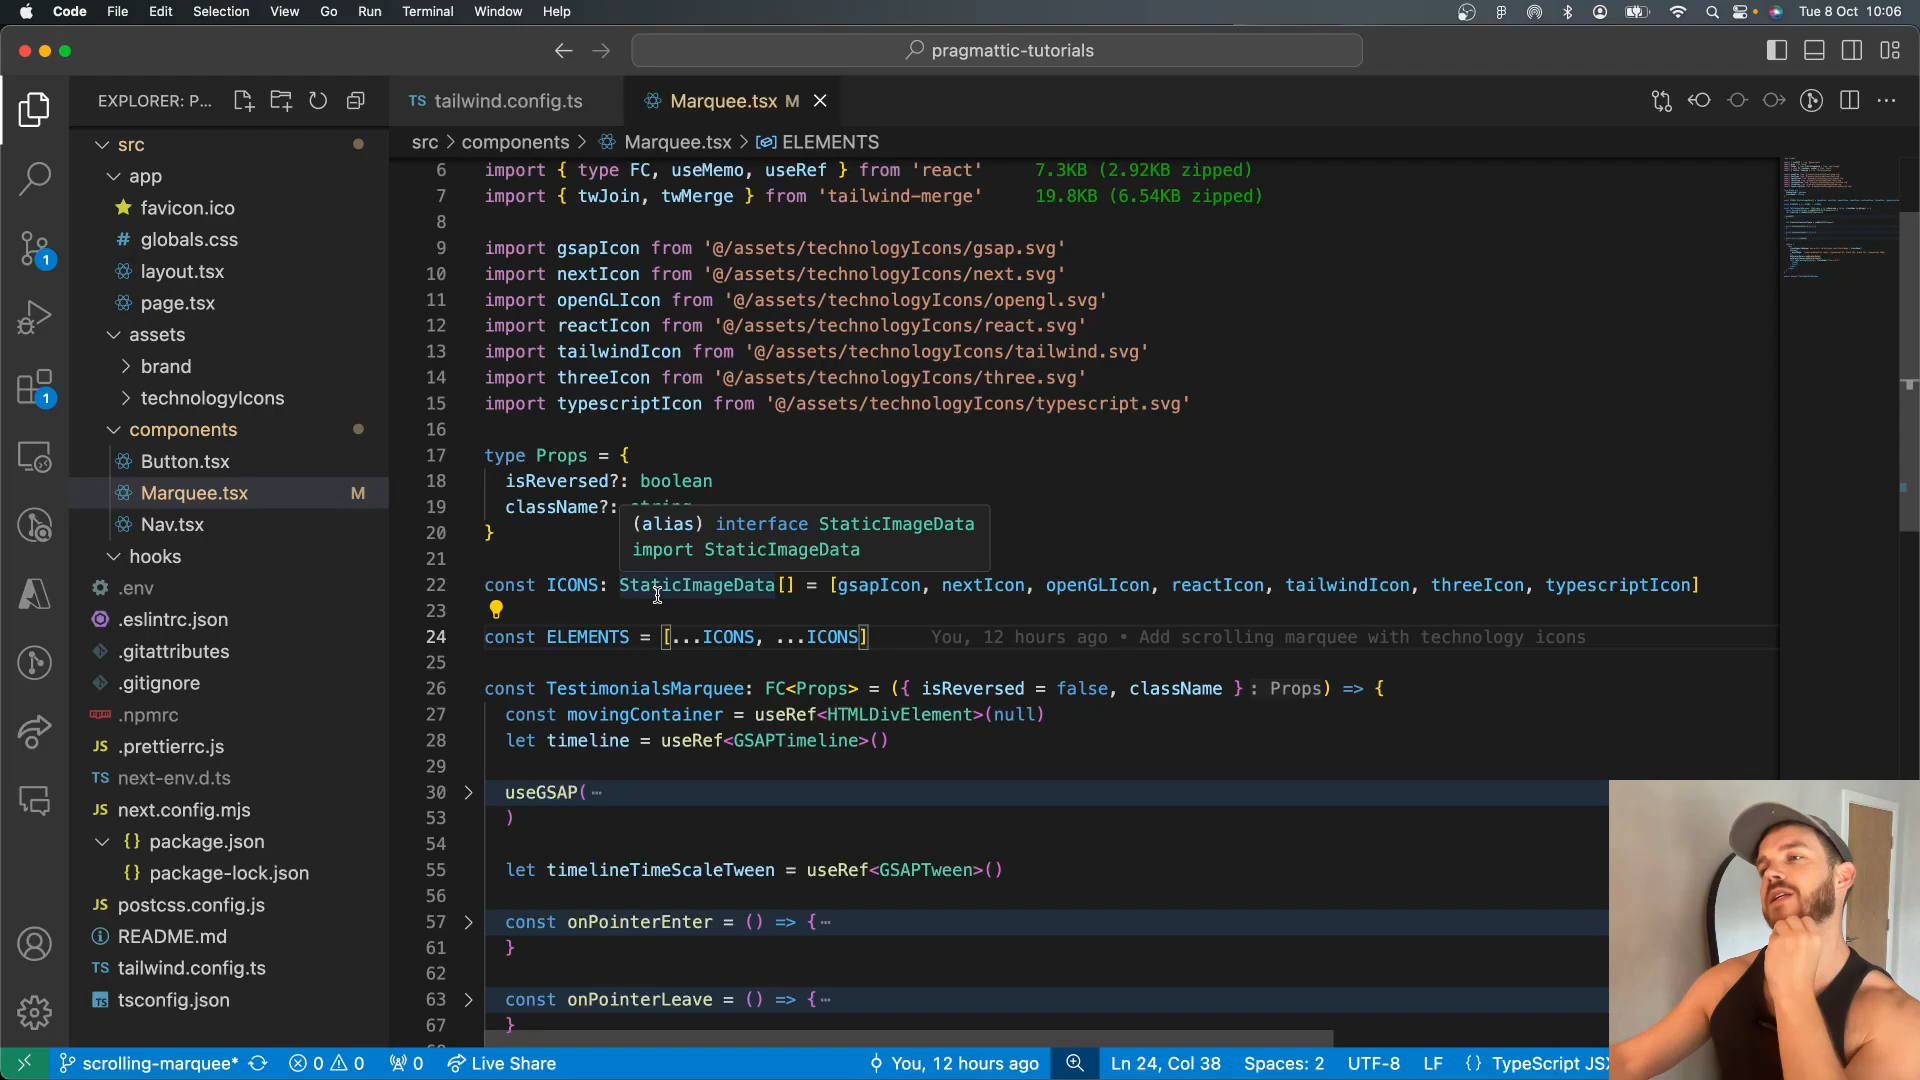 Code File Edit Selection View Go Run Terminal Window Help Tue 8 Oct 10:06
pragmattic-tutorials
EXPLORER: P... TS tailwind.config.ts Marquee.tsx M
src > components > Marquee.tsx > ELEMENTS
src
app
favicon.ico
# globals.css
layout.tsx
page.tsx
assets
brand
technologyIcons
components
Button.tsx
Marquee.tsx M
Nav.tsx
hooks
.env
.eslintrc.json
.gitattributes
.gitignore
npm .npmrc
JS .prettierrc.js
TS next-env.d.ts
JS next.config.mjs
{} package.json
{} package-lock.json
JS postcss.config.js
README.md
TS tailwind.config.ts
TS tsconfig.json
1
1
6 import { type FC, useMemo, useRef } from 'react' 7.3KB (2.92KB zipped)
7 import { twJoin, twMerge } from 'tailwind-merge' 19.8KB (6.54KB zipped)
8
9 import gsapIcon from '@/assets/technologyIcons/gsap.svg'
10 import nextIcon from '@/assets/technologyIcons/next.svg'
11 import openGLIcon from '@/assets/technologyIcons/opengl.svg'
12 import reactIcon from '@/assets/technologyIcons/react.svg'
13 import tailwindIcon from '@/assets/technologyIcons/tailwind.svg'
14 import threeIcon from '@/assets/technologyIcons/three.svg'
15 import typescriptIcon from '@/assets/technologyIcons/typescript.svg'
16
17 type Props = {
18 isReversed?: boolean
19 className?:
(alias) interface StaticImageData
import StaticImageData
20 }
21
22 const ICONS: StaticImageData[] = [gsapIcon, nextIcon, openGLIcon, reactIcon, tailwindIcon, threeIcon, typescriptIcon]
23
24 const ELEMENTS = [...ICONS, ...ICONS] You, 12 hours ago • Add scrolling marquee with technology icons
25
26 const TestimonialsMarquee: FC<Props> = ({ isReversed = false, className }: Props) => {
27 const movingContainer = useRef<HTMLDivElement>(null)
28 let timeline = useRef<GSAPTimeline>()
29
30 useGSAP(⋯
53 )
54
55 let timelineTimeScaleTween = useRef<GSAPTween>()
56
57 const onPointerEnter = () => {⋯
61 }
62
63 const onPointerLeave = () => {⋯
67 }
scrolling-marquee* 0 0 0 Live Share You, 12 hours ago Ln 24, Col 38 Spaces: 2 UTF-8 LF {} TypeScript JSX